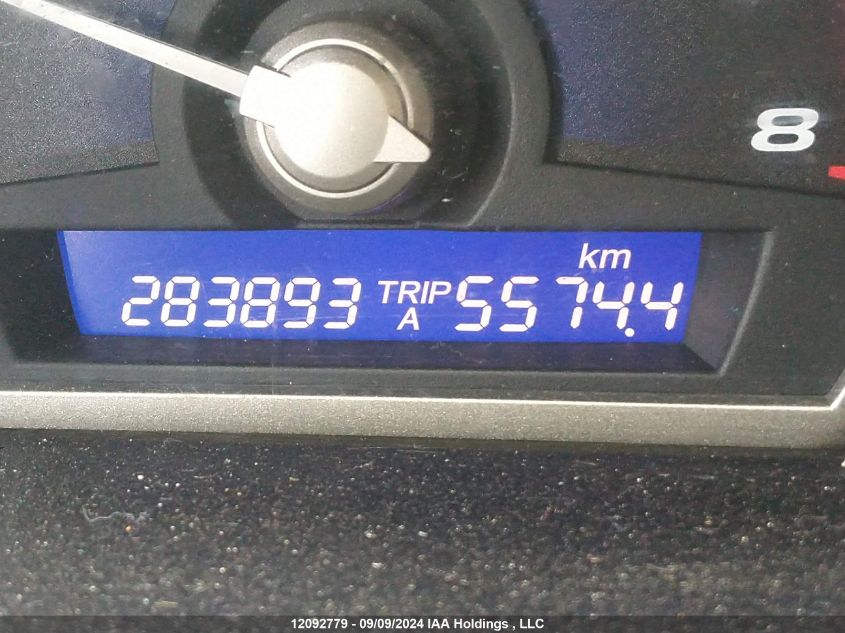 8
km
283893 TRIP A 5574.4
12092779 - 09/09/2024 IAA Holdings , LLC